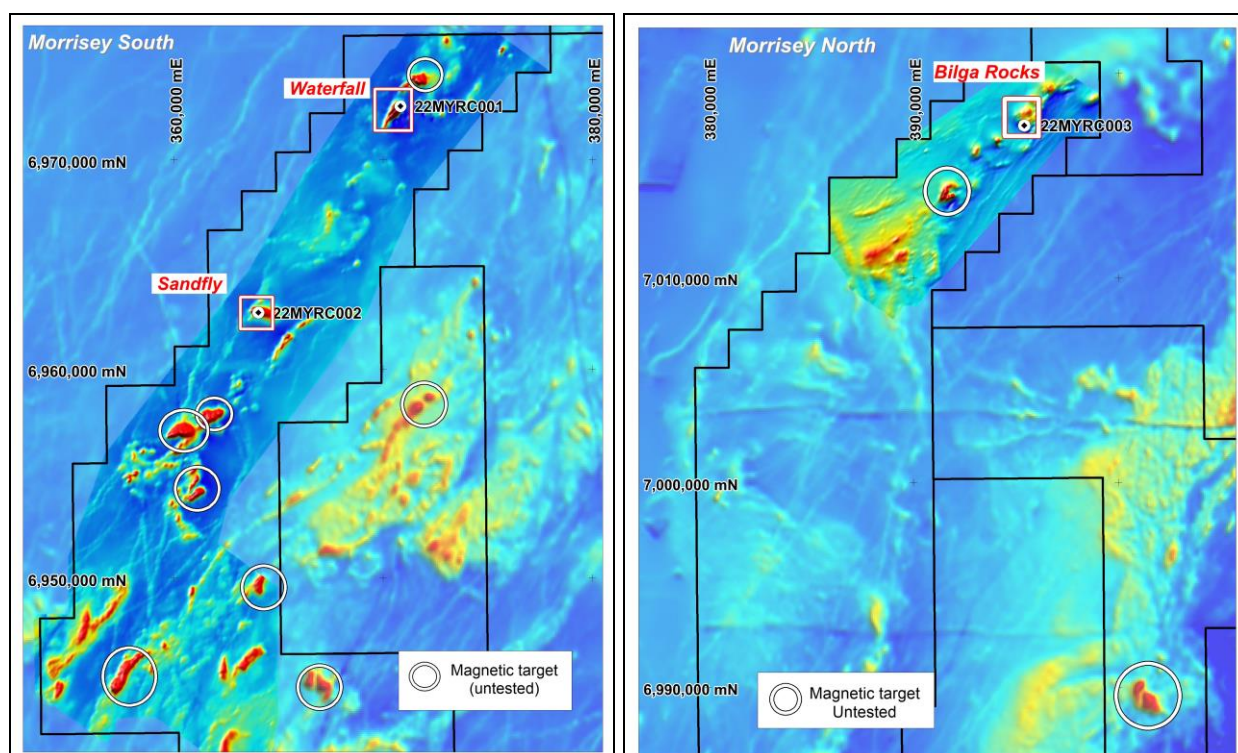 Morrisey South
360,000 mE
380,000 mE
Waterfall
22MYRC001
6,970,000 mN
Sandfly
22MYRC002
6,960,000 mN
6,950,000 mN
Magnetic target
(untested)
Morrisey North
380,000 mE
390,000 mE
Bilga Rocks
22MYRC003
7,010,000 mN
7,000,000 mN
6,990,000 mN
Magnetic target
Untested